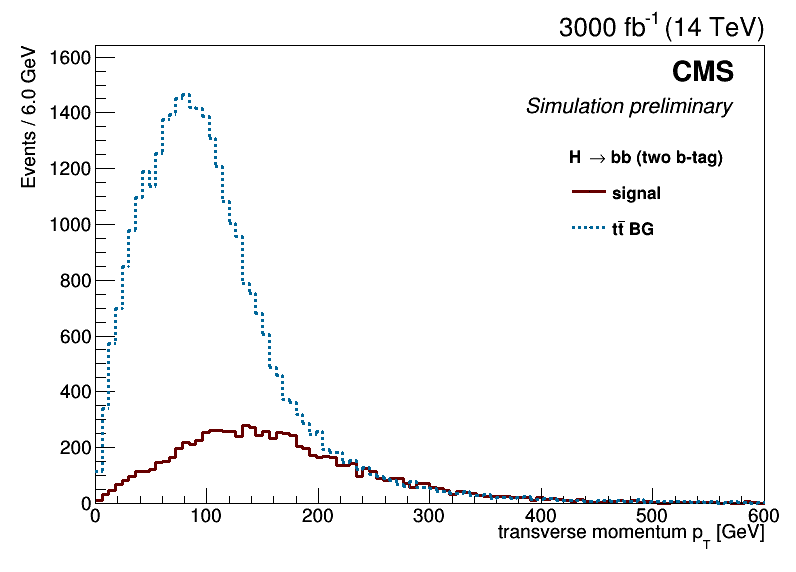 3000 fb⁻¹ (14 TeV)
Events / 6.0 GeV
1600
1400
1200
1000
800
600
400
200
0
CMS
Simulation preliminary
H → bb (two b-tag)
signal
tt̄ BG
0 100 200 300 400 500 600
transverse momentum p_T [GeV]